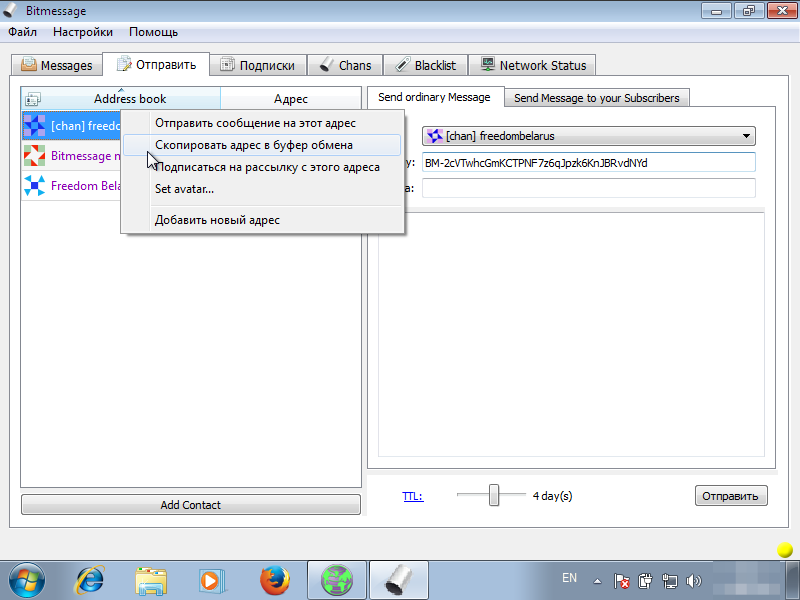 Bitmessage
Файл Настройки Помощь
Messages Отправить Подписки Chans Blacklist Network Status
Address book Адрес
[chan] freedo
Bitmessage n
Freedom Bela
Отправить сообщение на этот адрес
Скопировать адрес в буфер обмена
Подписаться на рассылку с этого адреса
Set avatar...
Добавить новый адрес
Send ordinary Message Send Message to your Subscribers
[chan] freedombelarus
у: BM-2cVTwhcGmKCTPNF7z6qJpzk6KnJBRvdNYd
а:
Add Contact
TTL: 4 day(s) Отправить
EN